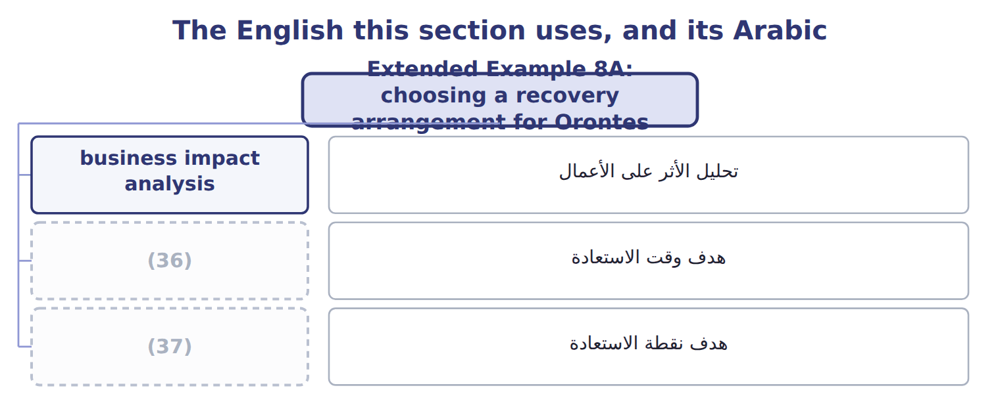 The English this section uses, and its Arabic
Extended Example 8A:
choosing a recovery
arrangement for Orontes
business impact
analysis
تحليل الأثر على الأعمال
(36)
هدف وقت الاستعادة
(37)
هدف نقطة الاستعادة